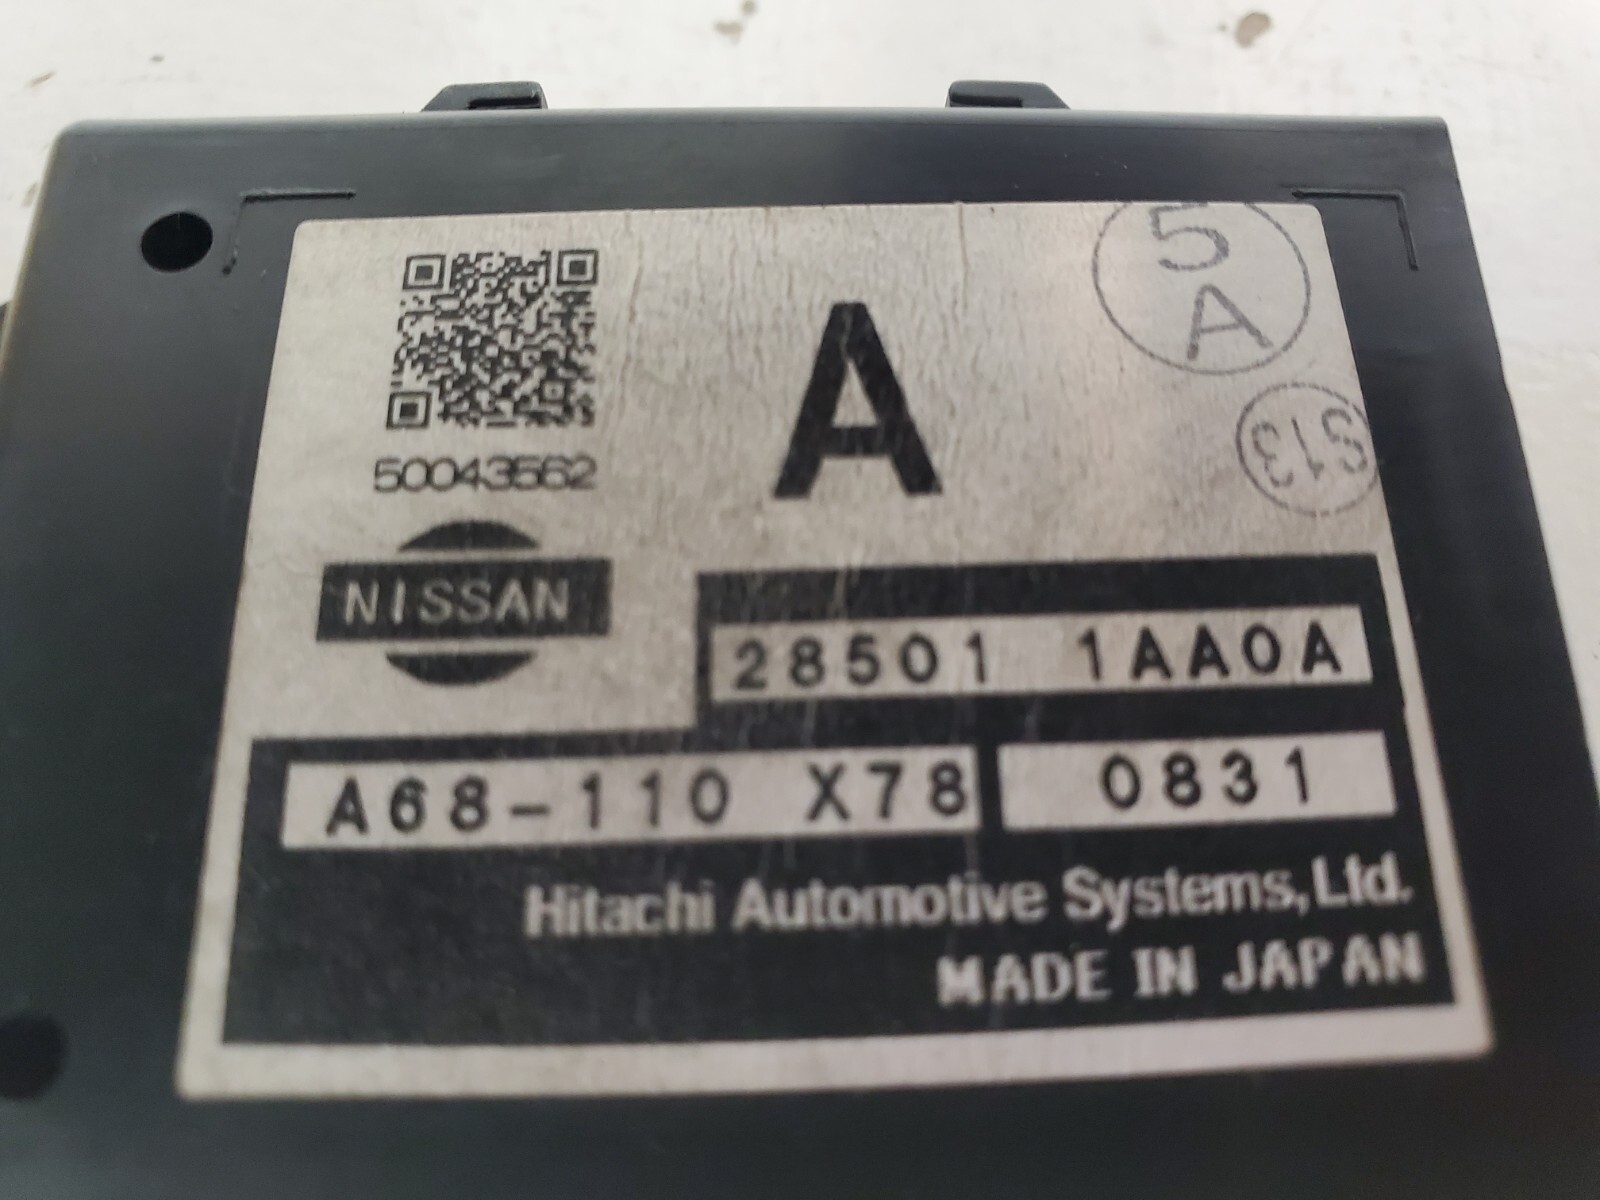 5
A
A
S13
50043562
NISSAN
28501 1AA0A
A68-110 X78 0831
Hitachi Automotive Systems,Ltd.
MADE IN JAPAN